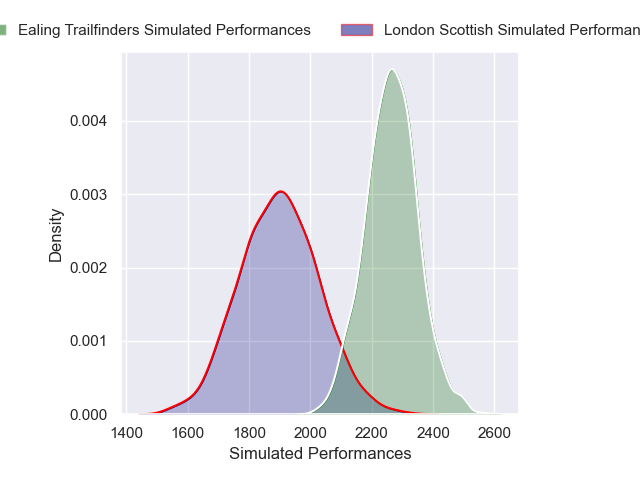 Ealing Trailfinders Simulated Performances London Scottish Simulated
0.004
0.003
0.002
0.001
0.000
Density
1400 1600 1800 2000 2200 2400 2600
Simulated Performances